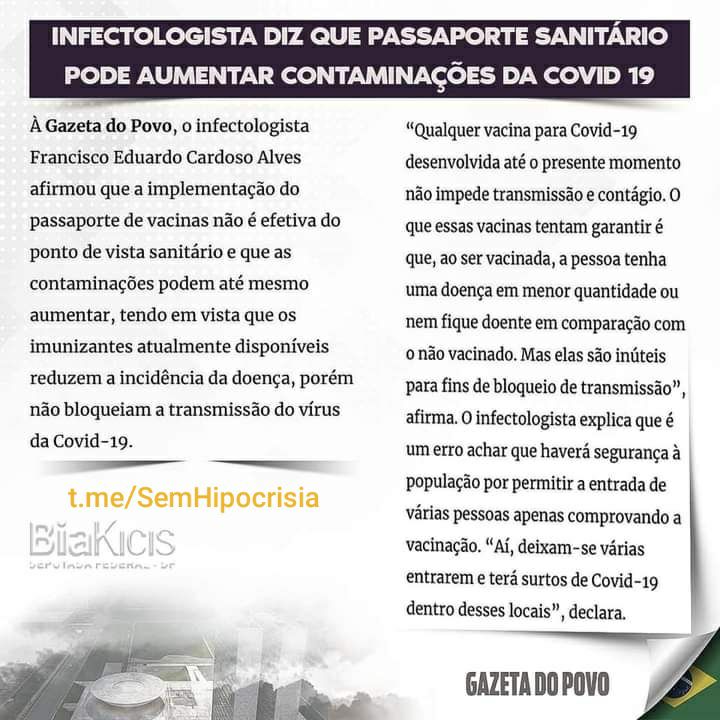 INFECTOLOGISTA DIZ QUE PASSAPORTE SANITÁRIO
PODE AUMENTAR CONTAMINAÇÕES DA COVID 19
À Gazeta do Povo, o infectologista
Francisco Eduardo Cardoso Alves
afirmou que a implementação do
passaporte de vacinas não é efetiva do
ponto de vista sanitário e que as
contaminações podem até mesmo
aumentar, tendo em vista que os
imunizantes atualmente disponíveis
reduzem a incidência da doença, porém
não bloqueiam a transmissão do vírus
da Covid-19.
t.me/SemHipocrisia
BiaKicis
DEPUTADA FEDERAL - DF
“Qualquer vacina para Covid-19
desenvolvida até o presente momento
não impede transmissão e contágio. O
que essas vacinas tentam garantir é
que, ao ser vacinada, a pessoa tenha
uma doença em menor quantidade ou
nem fique doente em comparação com
o não vacinado. Mas elas são inúteis
para fins de bloqueio de transmissão”,
afirma. O infectologista explica que é
um erro achar que haverá segurança à
população por permitir a entrada de
várias pessoas apenas comprovando a
vacinação. “Aí, deixam-se várias
entrarem e terá surtos de Covid-19
dentro desses locais”, declara.
GAZETA DO POVO